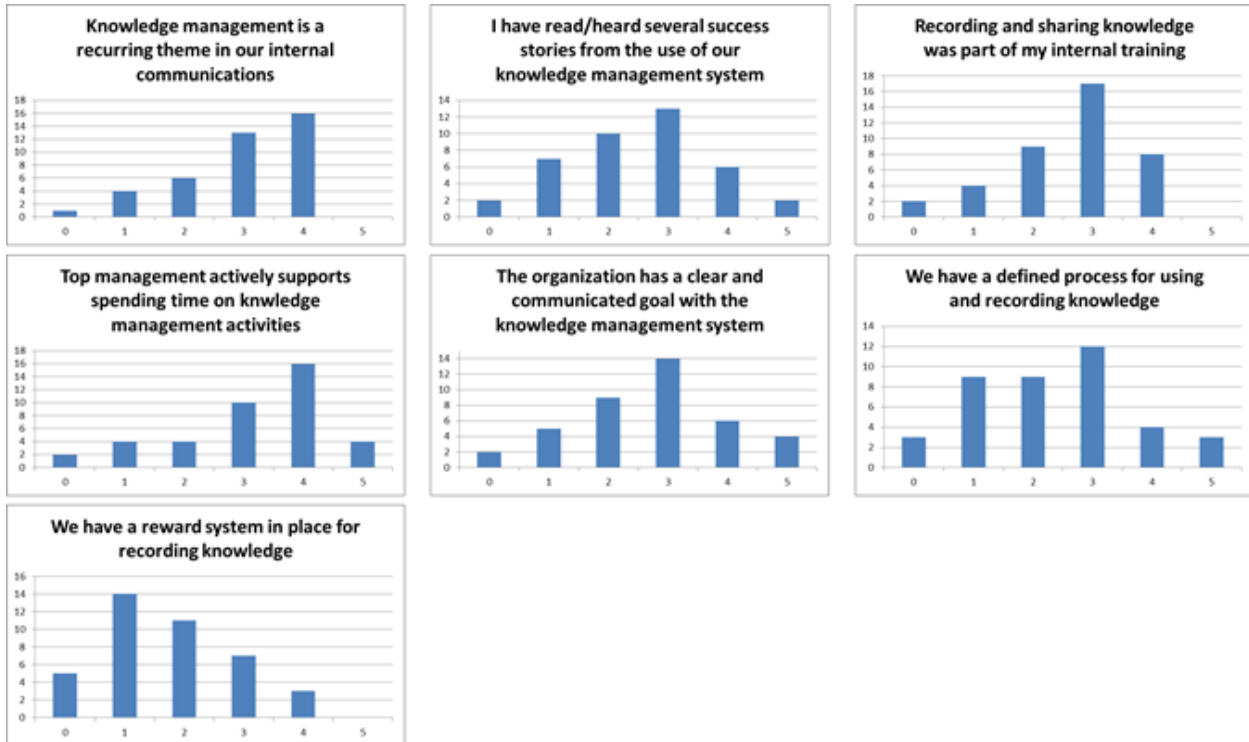 Knowledge management is a
recurring theme in our internal
communications
18
16
14
12
10
8
6
4
2
0
0 1 2 3 4 5
I have read/heard several success
stories from the use of our
knowledge management system
14
12
10
8
6
4
2
0
0 1 2 3 4 5
Recording and sharing knowledge
was part of my internal training
18
16
14
12
10
8
6
4
2
0
0 1 2 3 4 5
Top management actively supports
spending time on knwledge
management activities
18
16
14
12
10
8
6
4
2
0
0 1 2 3 4 5
The organization has a clear and
communicated goal with the
knowledge management system
14
12
10
8
6
4
2
0
0 1 2 3 4 5
We have a defined process for using
and recording knowledge
14
12
10
8
6
4
2
0
0 1 2 3 4 5
We have a reward system in place for
recording knowledge
16
14
12
10
8
6
4
2
0
0 1 2 3 4 5